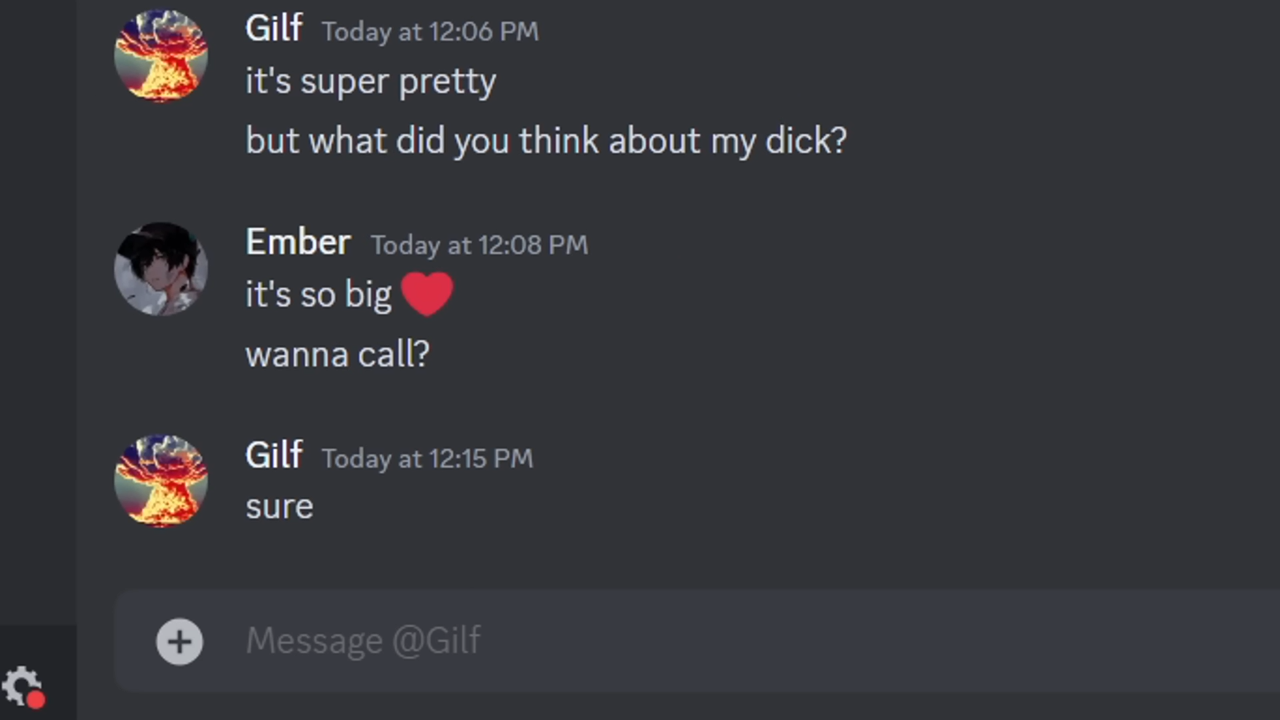 Gilf Today at 12:06 PM
it's super pretty
but what did you think about my dick?
Ember Today at 12:08 PM
it's so big ❤️
wanna call?
Gilf Today at 12:15 PM
sure
Message @Gilf